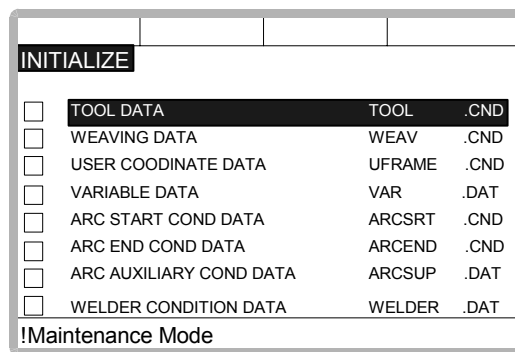 INITIALIZE
TOOL DATA TOOL .CND
WEAVING DATA WEAV .CND
USER COODINATE DATA UFRAME .CND
VARIABLE DATA VAR .DAT
ARC START COND DATA ARCSRT .CND
ARC END COND DATA ARCEND .CND
ARC AUXILIARY COND DATA ARCSUP .DAT
WELDER CONDITION DATA WELDER .DAT
!Maintenance Mode